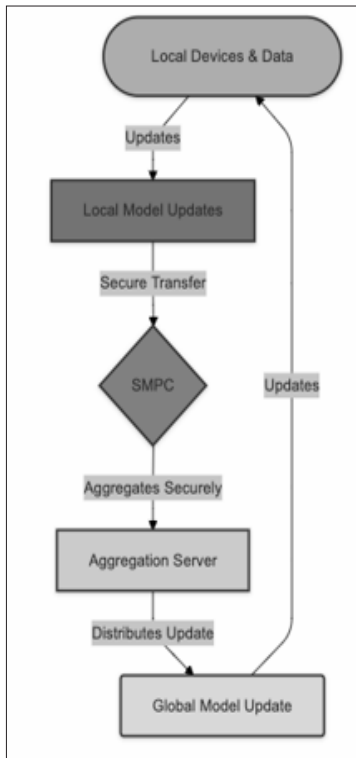 Local Devices & Data
Updates
Local Model Updates
Secure Transfer
SMPC
Updates
Aggregates Securely
Aggregation Server
Distributes Update
Global Model Update